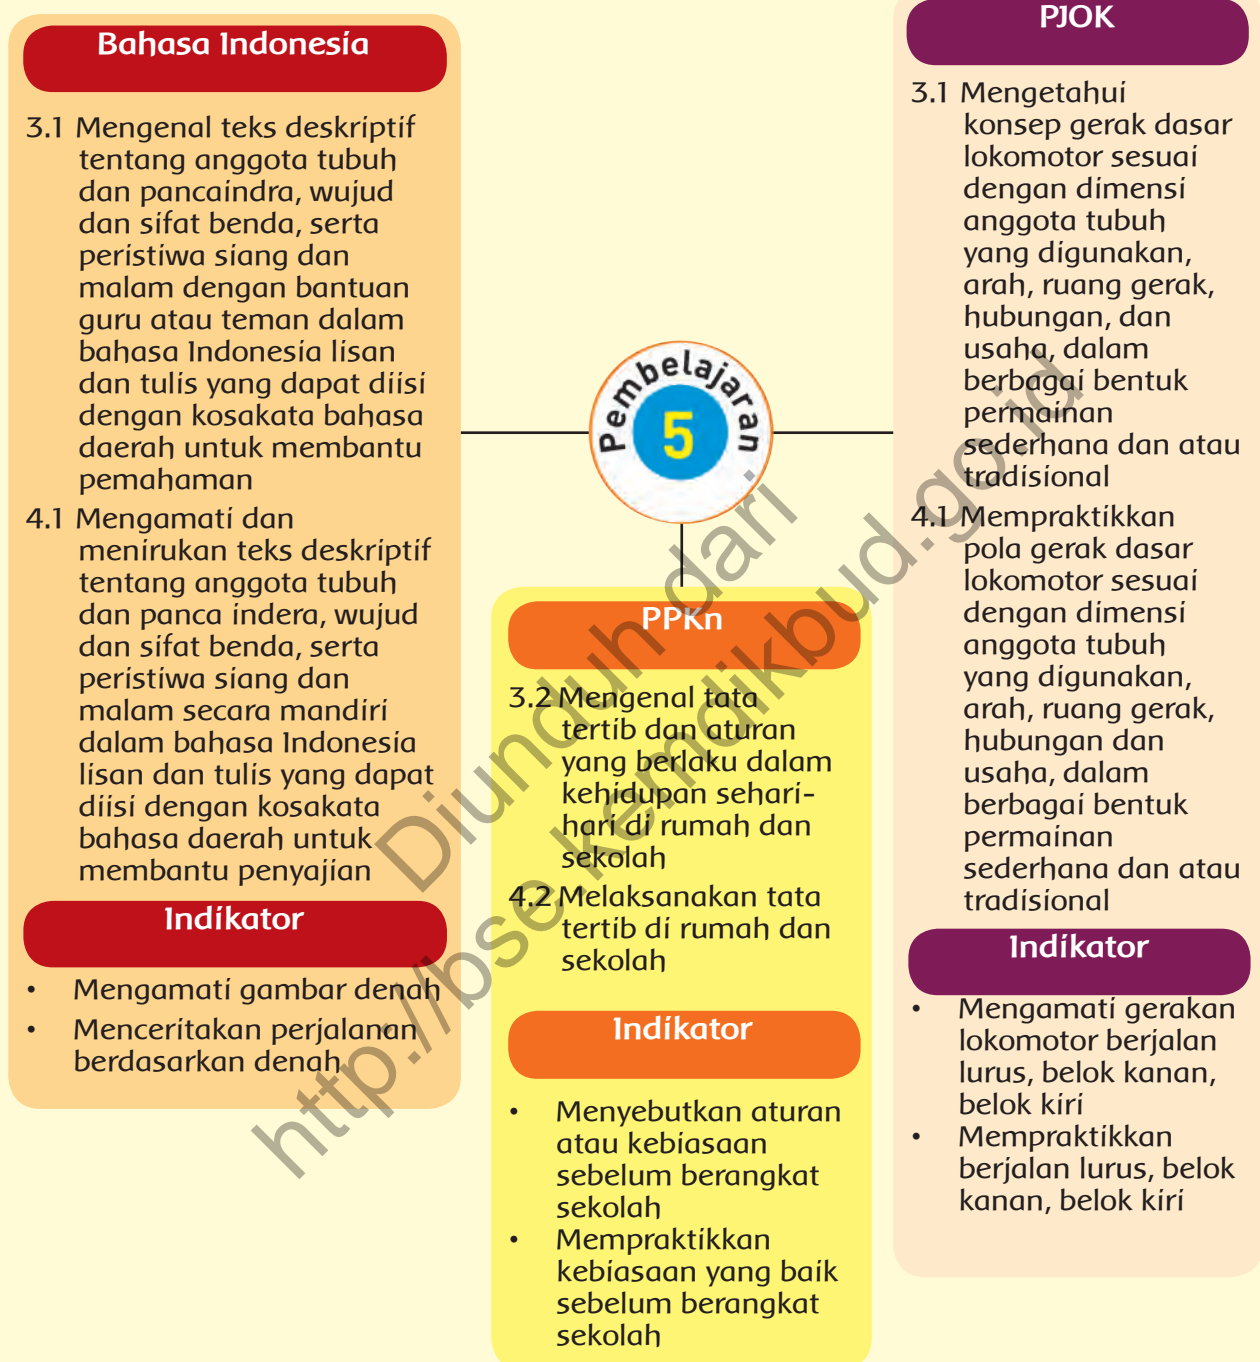 Bahasa Indonesia
3.1 Mengenal teks deskriptif
tentang anggota tubuh
dan pancaindra, wujud
dan sifat benda, serta
peristiwa siang dan
malam dengan bantuan
guru atau teman dalam
bahasa Indonesia lisan
dan tulis yang dapat diisi
dengan kosakata bahasa
daerah untuk membantu
pemahaman
4.1 Mengamati dan
menirukan teks deskriptif
tentang anggota tubuh
dan panca indera, wujud
dan sifat benda, serta
peristiwa siang dan
malam secara mandiri
dalam bahasa Indonesia
lisan dan tulis yang dapat
diisi dengan kosakata
bahasa daerah untuk
membantu penyajian
Indikator
• Mengamati gambar denah
• Menceritakan perjalanan
berdasarkan denah
Pembelajaran
5
PPKn
3.2 Mengenal tata
tertib dan aturan
yang berlaku dalam
kehidupan sehari-
hari di rumah dan
sekolah
4.2 Melaksanakan tata
tertib di rumah dan
sekolah
Indikator
• Menyebutkan aturan
atau kebiasaan
sebelum berangkat
sekolah
• Mempraktikkan
kebiasaan yang baik
sebelum berangkat
sekolah
PJOK
3.1 Mengetahui
konsep gerak dasar
lokomotor sesuai
dengan dimensi
anggota tubuh
yang digunakan,
arah, ruang gerak,
hubungan, dan
usaha, dalam
berbagai bentuk
permainan
sederhana dan atau
tradisional
4.1 Mempraktikkan
pola gerak dasar
lokomotor sesuai
dengan dimensi
anggota tubuh
yang digunakan,
arah, ruang gerak,
hubungan dan
usaha, dalam
berbagai bentuk
permainan
sederhana dan atau
tradisional
Indikator
• Mengamati gerakan
lokomotor berjalan
lurus, belok kanan,
belok kiri
• Mempraktikkan
berjalan lurus, belok
kanan, belok kiri
Diunduh dari
http://bse.kemdikbud.go.id